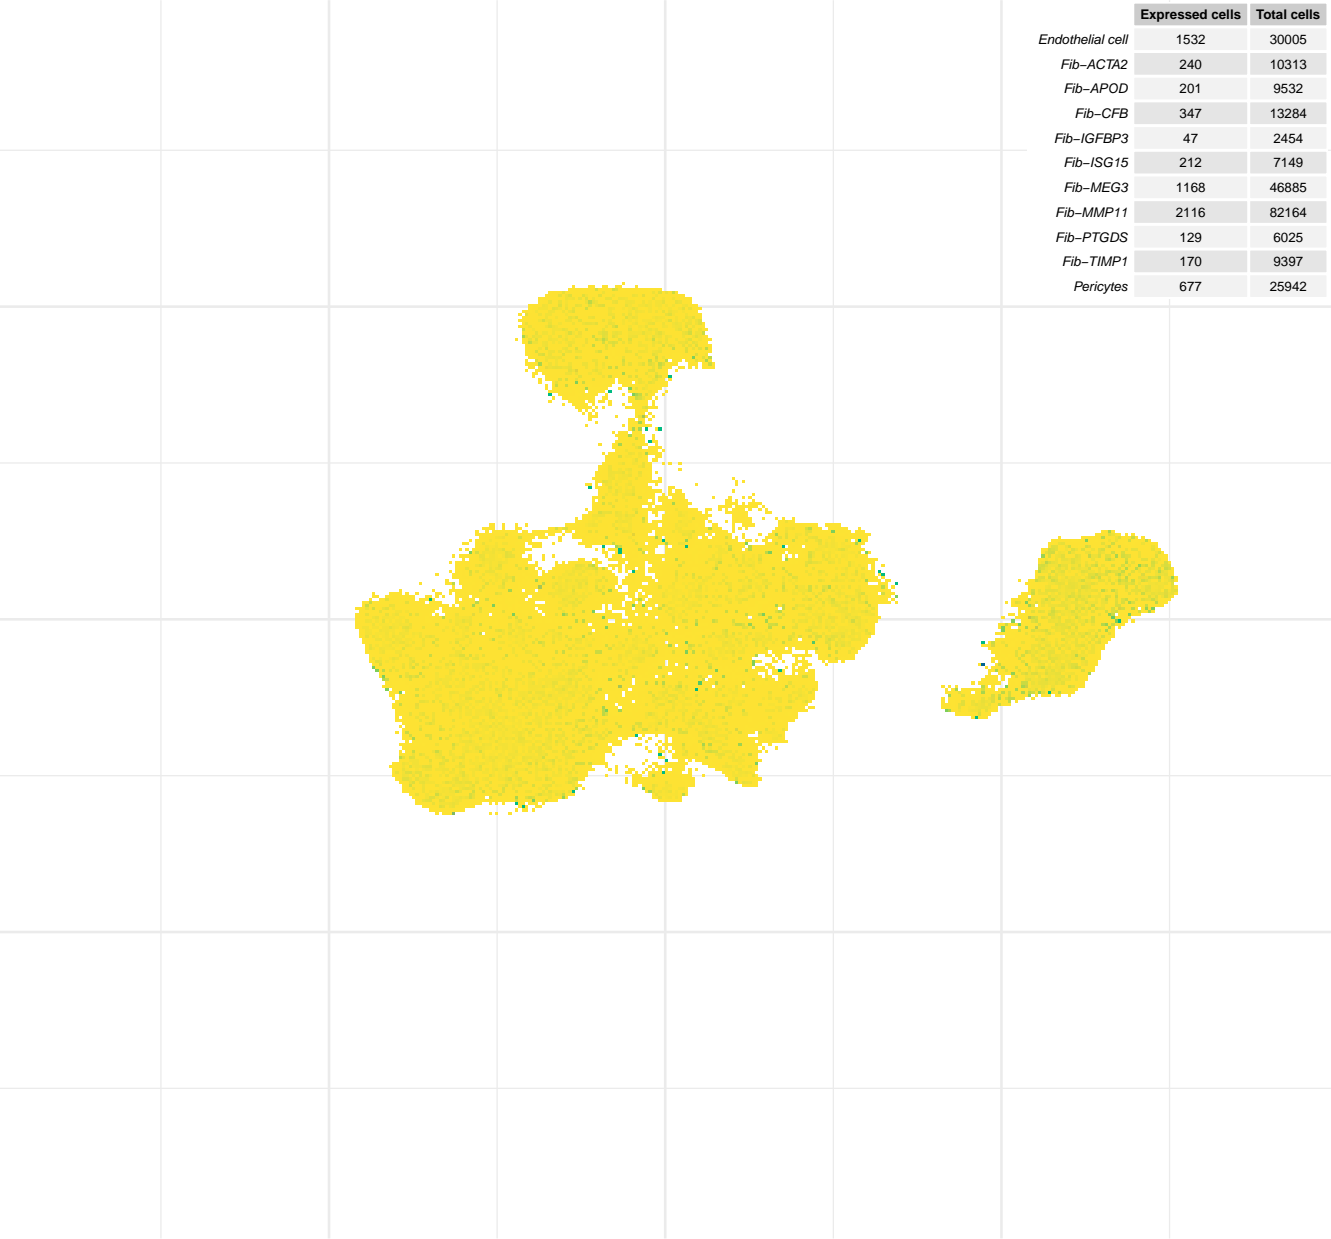 Expressed cells Total cells
Endothelial cell 1532 30005
Fib−ACTA2 240 10313
Fib−APOD 201 9532
Fib−CFB 347 13284
Fib−IGFBP3 47 2454
Fib−ISG15 212 7149
Fib−MEG3 1168 46885
Fib−MMP11 2116 82164
Fib−PTGDS 129 6025
Fib−TIMP1 170 9397
Pericytes 677 25942